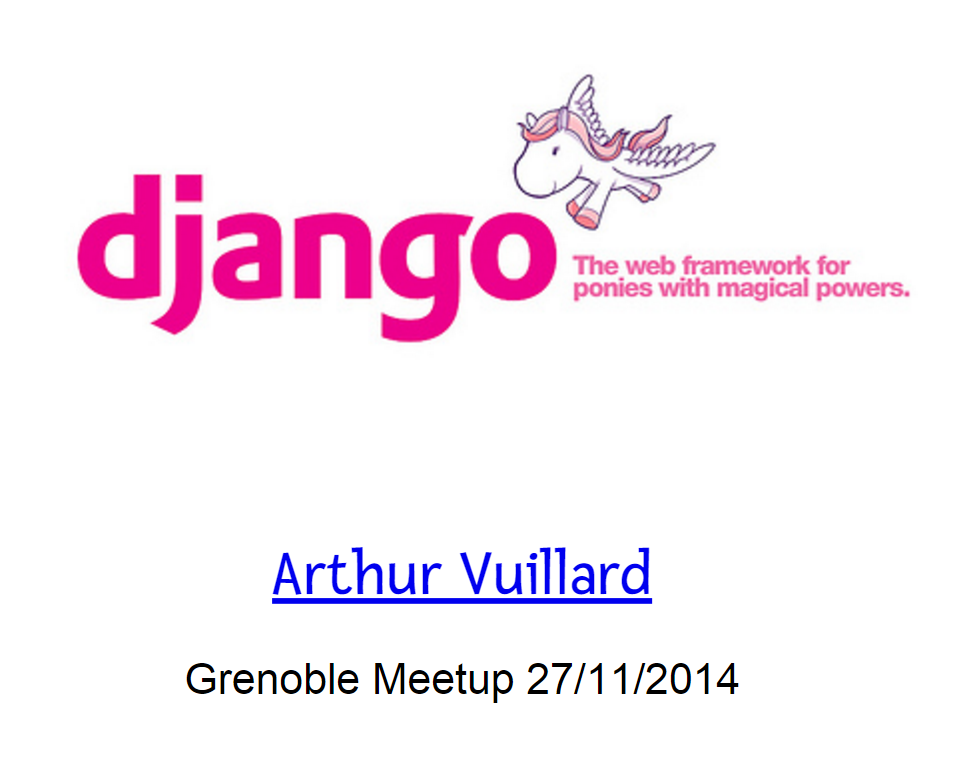 django
The web framework for
ponies with magical powers.
Arthur Vuillard
Grenoble Meetup 27/11/2014